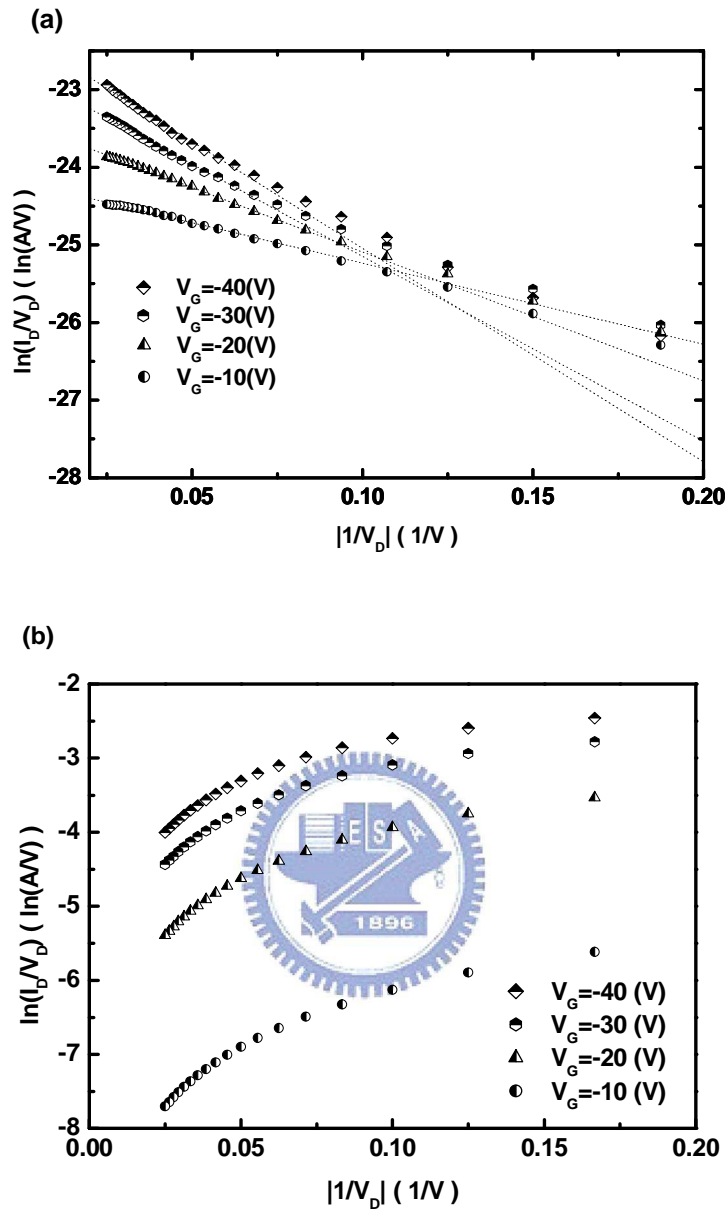 (a)
-23
-24
-25
-26
-27
-28
ln(I_D/V_D) ( ln(A/V) )
V_G=-40(V)
V_G=-30(V)
V_G=-20(V)
V_G=-10(V)
0.05 0.10 0.15 0.20
|1/V_D| ( 1/V )
(b)
-2
-3
-4
-5
-6
-7
-8
ln(I_D/V_D) ( ln(A/V) )
E S A
1896
V_G=-40 (V)
V_G=-30 (V)
V_G=-20 (V)
V_G=-10 (V)
0.00 0.05 0.10 0.15 0.20
|1/V_D| ( 1/V )